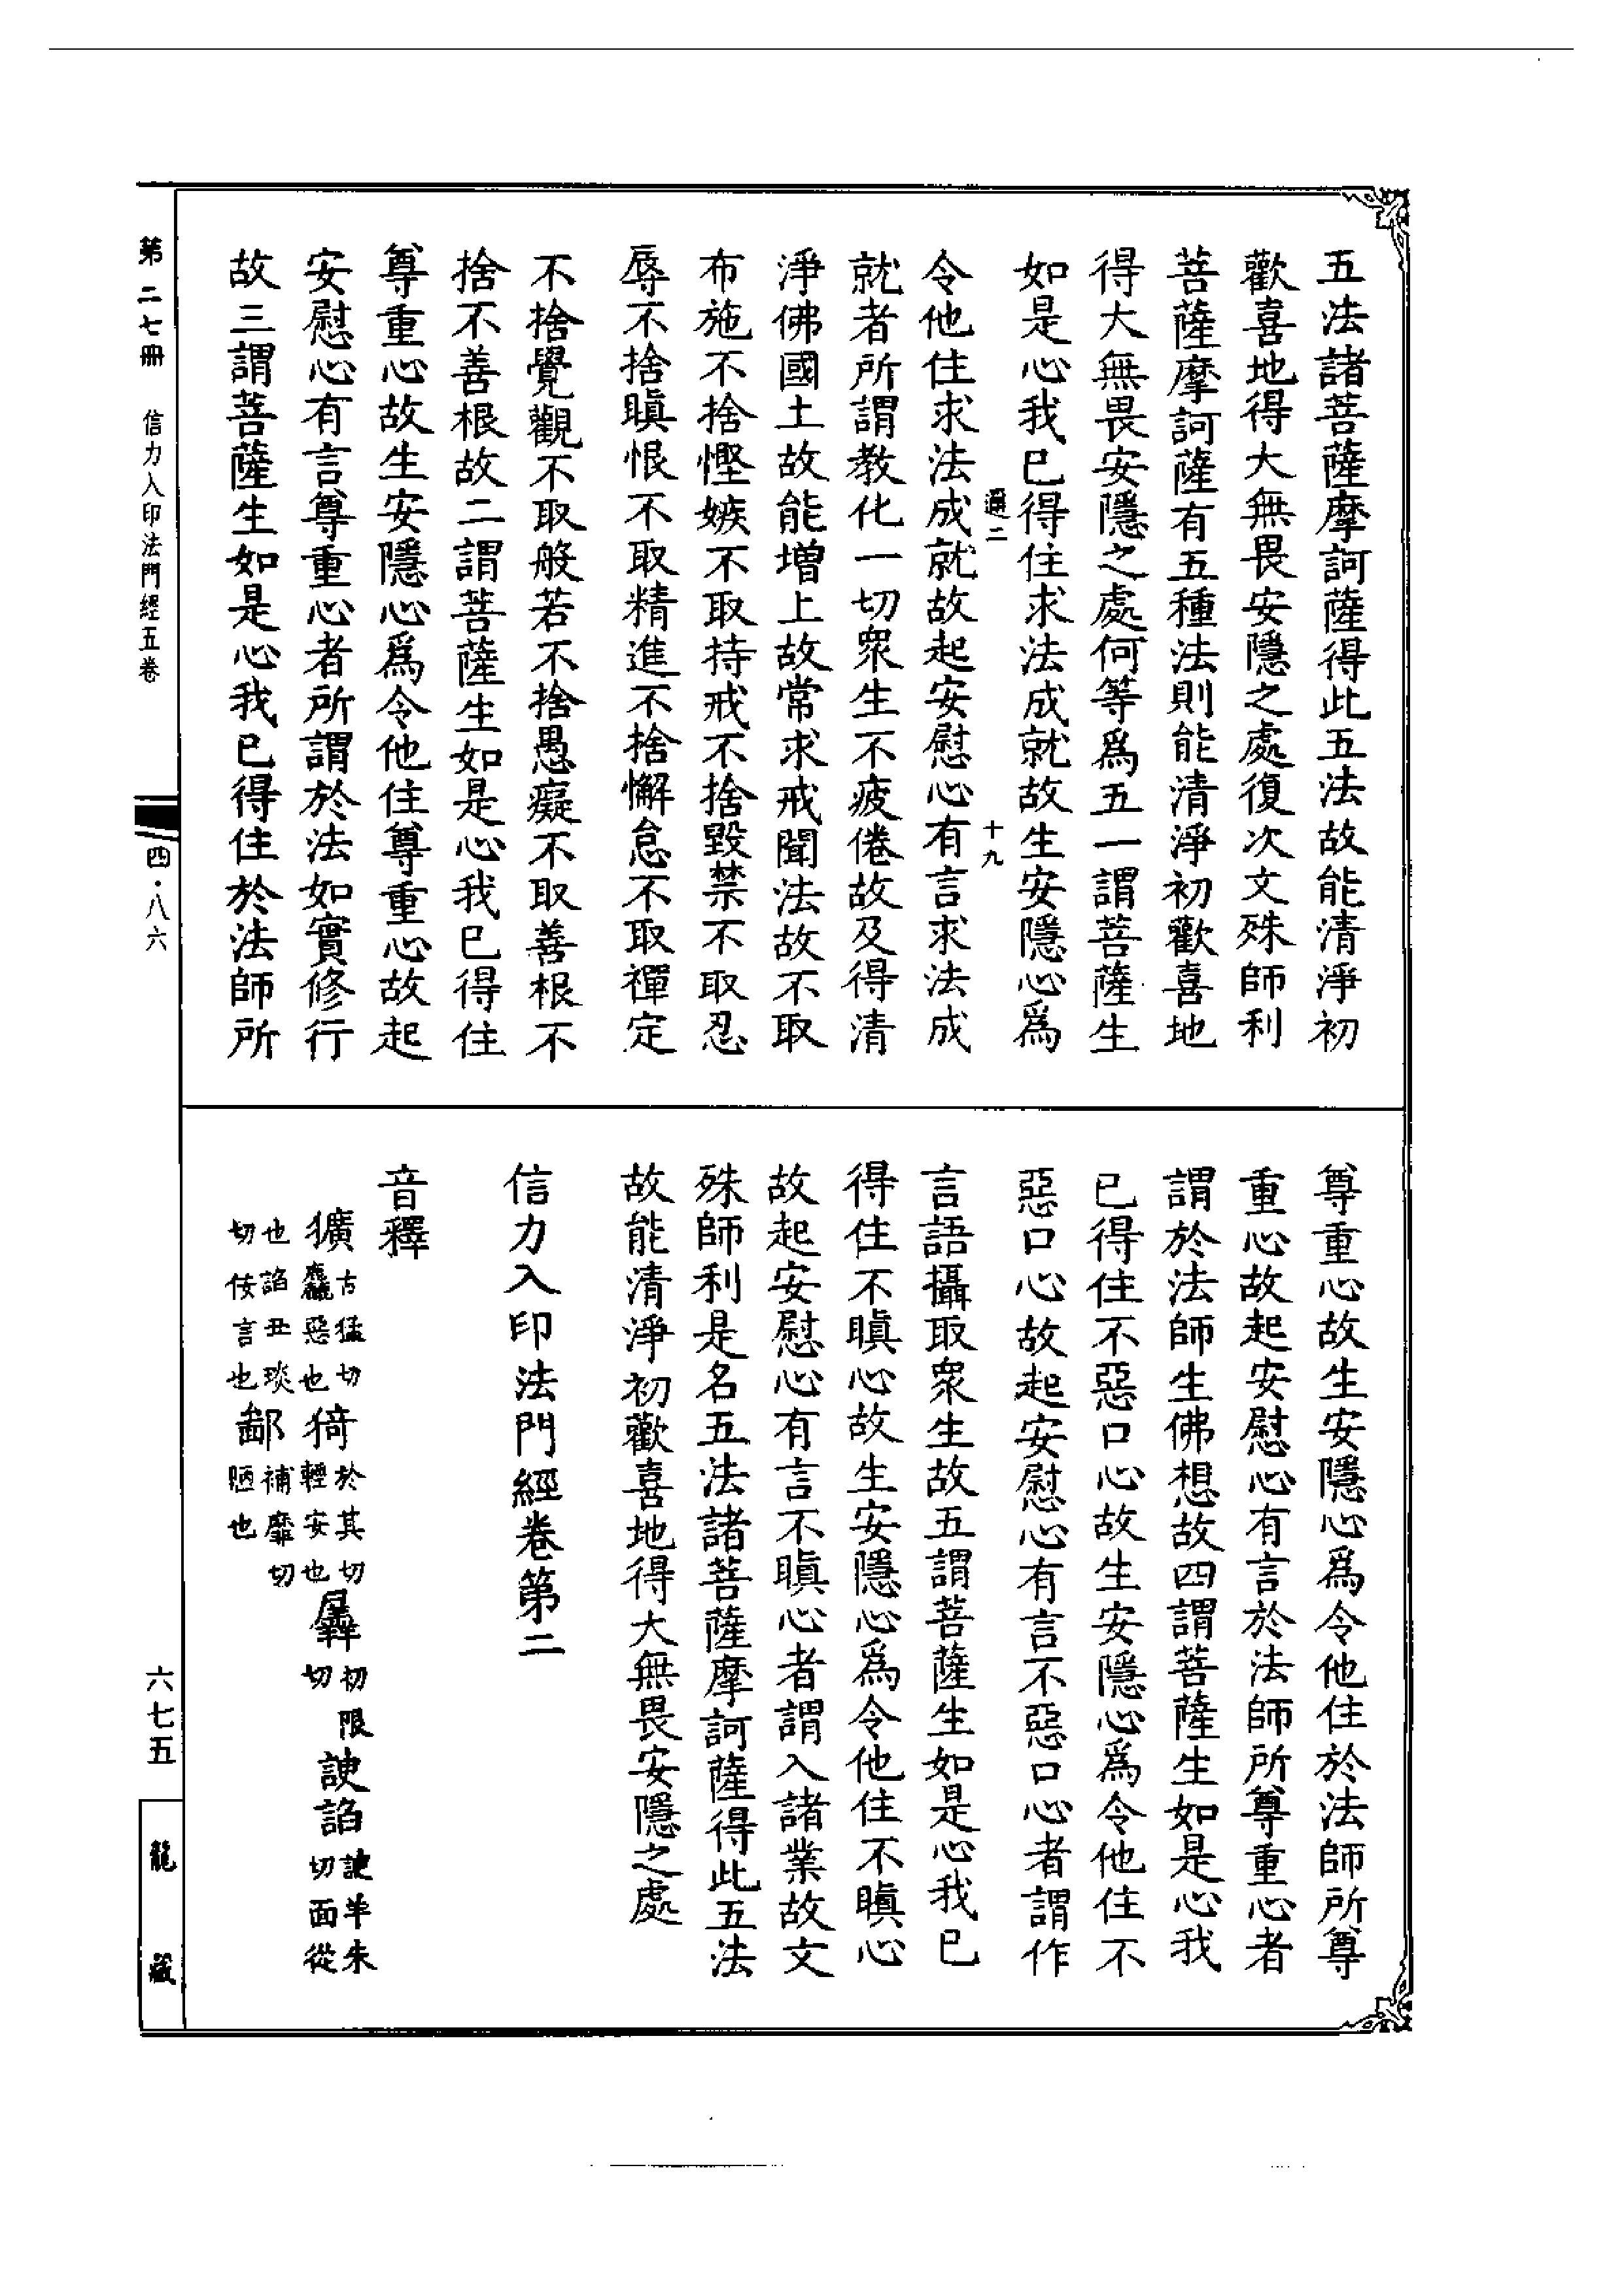 五法諸菩薩摩訶薩得此五法故能清淨初
歡喜地得大無畏安隱之處復次文殊師利
菩薩摩訶薩有五種法則能清淨初歡喜地
得大無畏安隱之處何等爲五一謂菩薩生
如是心我已得住求法成就故生安隱心爲
十九
令他住求法成就故起安慰心有言求法成
就者所謂教化一切衆生不疲倦故及得清
淨佛國土故能增上故常求戒聞法故不取
布施不捨慳嫉不取持戒不捨毀禁不取忍
辱不捨瞋恨不取精進不捨懈怠不取禪定
不捨覺觀不取般若不捨愚癡不取善根不
捨不善根故二謂菩薩生如是心我已得住
尊重心故生安隱心爲令他住尊重心故起
安慰心有言尊重心者所謂於法如實修行
故三謂菩薩生如是心我已得住於法師所
尊重心故生安隱心爲令他住於法師所尊
重心故起安慰心有言於法師所尊重心者
謂於法師生佛想故四謂菩薩生如是心我
已得住不惡口心故生安隱心爲令他住不
惡口心故起安慰心有言不惡口心者謂作
言語攝取衆生故五謂菩薩生如是心我已
得住不瞋心故生安隱心爲令他住不瞋心
故起安慰心有言不瞋心者謂入諸業故文
殊師利是名五法諸菩薩摩訶薩得此五法
故能清淨初歡喜地得大無畏安隱之處
信力入印法門經卷第二
音釋
獷古猛切麤惡也猗於其切輕安也羼初限切諛諂諛羊朱切面從
也諂丑琰切佞言也鄙補靡切陋也
第二七冊 信力入印法門經五卷
四·八六
六七五
龍藏